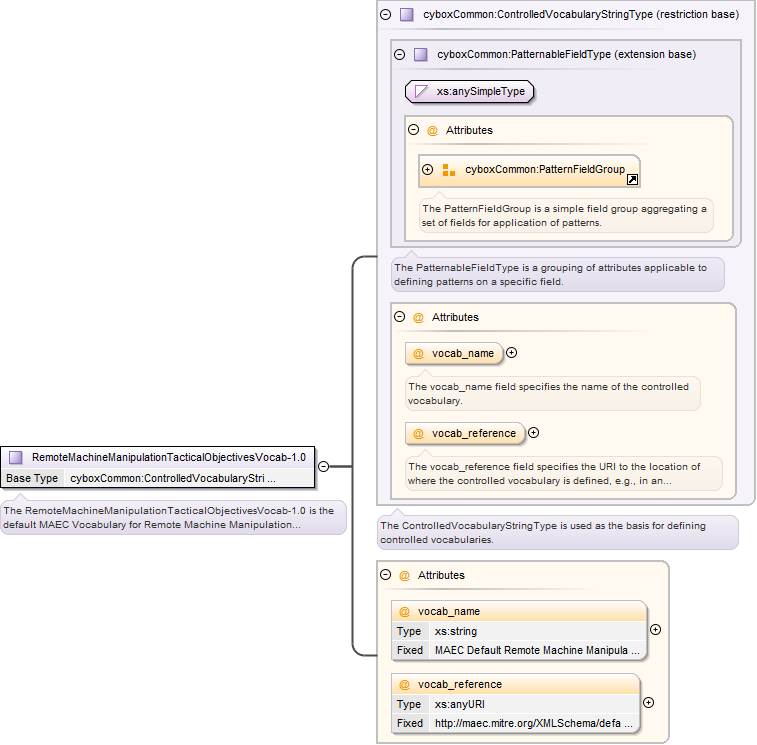 cyboxCommon:ControlledVocabularyStringType (restriction base)
cyboxCommon:PatternableFieldType (extension base)
xs:anySimpleType
@ Attributes
cyboxCommon:PatternFieldGroup
The PatternFieldGroup is a simple field group aggregating a
set of fields for application of patterns.
The PatternableFieldType is a grouping of attributes applicable to
defining patterns on a specific field.
@ Attributes
@ vocab_name
The vocab_name field specifies the name of the controlled
vocabulary.
@ vocab_reference
The vocab_reference field specifies the URI to the location of
where the controlled vocabulary is defined, e.g., in an...
RemoteMachineManipulationTacticalObjectivesVocab-1.0
Base Type cyboxCommon:ControlledVocabularyStri ...
The RemoteMachineManipulationTacticalObjectivesVocab-1.0 is the
default MAEC Vocabulary for Remote Machine Manipulation...
The ControlledVocabularyStringType is used as the basis for defining
controlled vocabularies.
@ Attributes
@ vocab_name
Type xs:string
Fixed MAEC Default Remote Machine Manipula ...
@ vocab_reference
Type xs:anyURI
Fixed http://maec.mitre.org/XMLSchema/defa ...